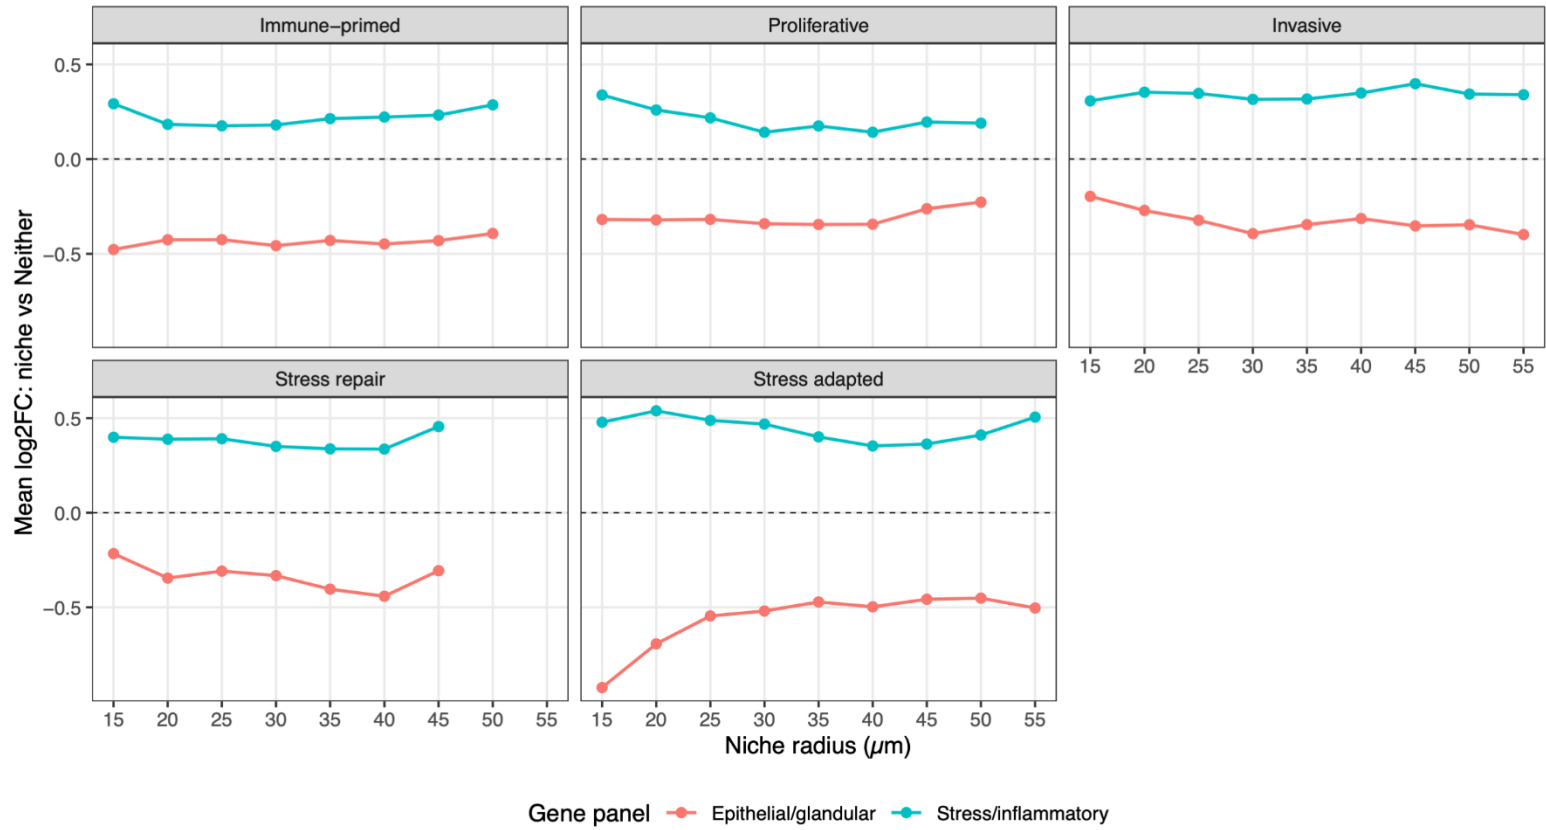 Immune−primed
Proliferative
Invasive
0.5
0.0
−0.5
15 20 25 30 35 40 45 50 55
Stress repair
Stress adapted
0.5
0.0
−0.5
15 20 25 30 35 40 45 50 55
15 20 25 30 35 40 45 50 55
Mean log2FC: niche vs Neither
Niche radius (μm)
Gene panel Epithelial/glandular Stress/inflammatory